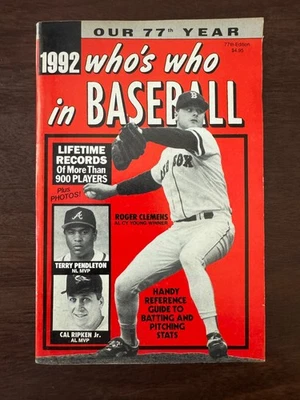 OUR 77th YEAR
77th Edition
$4.95
1992 who's who
in BASEBALL
LIFETIME
RECORDS
Of More Than
900 PLAYERS
Plus
PHOTOS!
B
SOX
ROGER CLEMENS
AL CY YOUNG WINNER
TERRY PENDLETON
NL MVP
CAL RIPKEN Jr.
AL MVP
HANDY
REFERENCE
GUIDE TO
BATTING AND
PITCHING
STATS